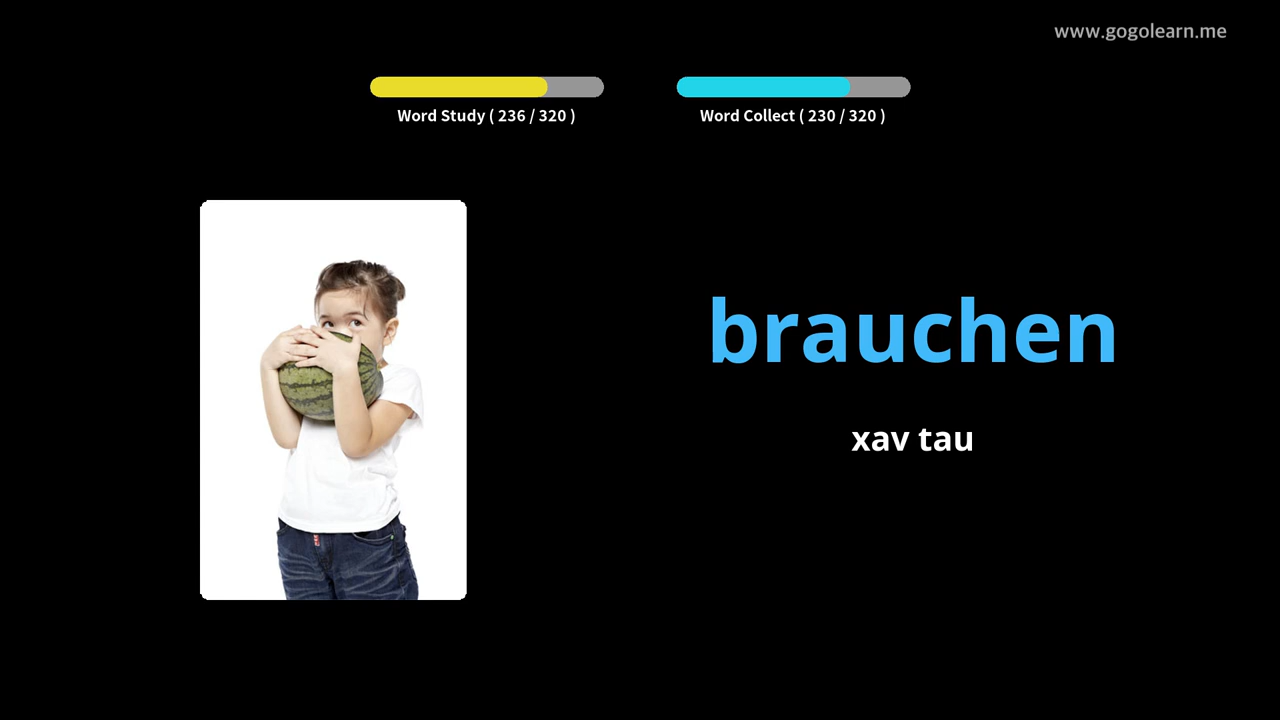 www.gogolearn.me
Word Study ( 236 / 320 )
Word Collect ( 230 / 320 )
brauchen
xav tau